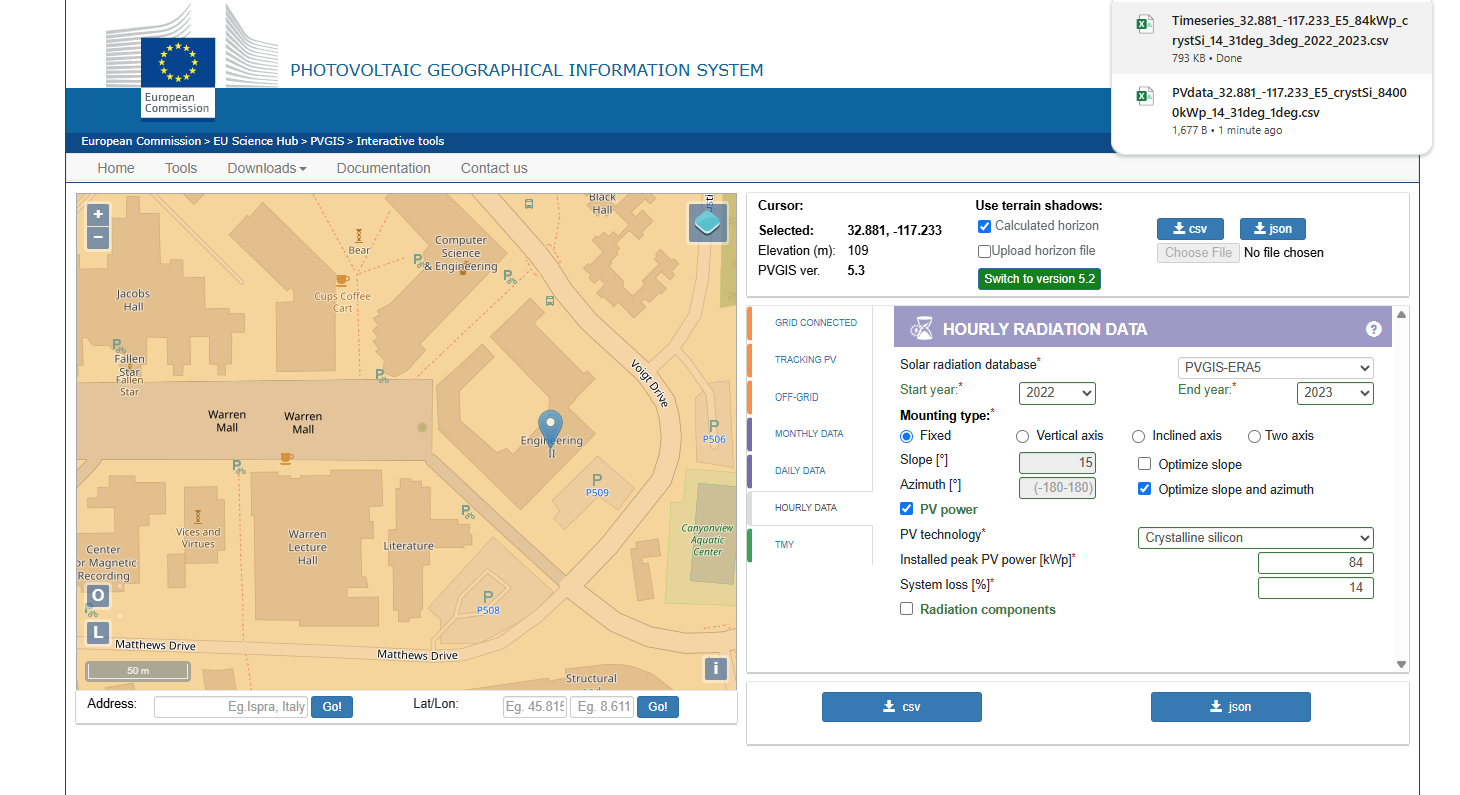 Timeseries_32.881_-117.233_E5_84kWp_c
rystSi_14_31deg_3deg_2022_2023.csv
793 KB • Done
PVdata_32.881_-117.233_E5_crystSi_8400
0kWp_14_31deg_1deg.csv
1,677 B • 1 minute ago
European
Commission
PHOTOVOLTAIC GEOGRAPHICAL INFORMATION SYSTEM
European Commission > EU Science Hub > PVGIS > Interactive tools
Home Tools Downloads Documentation Contact us
+
−
Black
Hall
Bear
Computer
Science
& Engineering
Cups Coffee
Cart
Jacobs
Hall
Fallen
Star
Fallen
Star
Voigt Drive
Warren
Mall
Warren
Mall
Engineering
II
P
P506
P
P509
Vices and
Virtues
Warren
Lecture
Hall
Literature
Canyonview
Aquatic
Center
Center
or Magnetic
Recording
O
L
P
P508
Matthews Drive
Matthews Drive
50 m
Structural
i
Address: Eg.Ispra, Italy Go! Lat/Lon: Eg. 45.815 Eg. 8.611 Go!
Cursor:
Selected: 32.881, -117.233
Elevation (m): 109
PVGIS ver. 5.3
Use terrain shadows:
Calculated horizon
Upload horizon file
Switch to version 5.2
csv json
Choose File No file chosen
GRID CONNECTED
TRACKING PV
OFF-GRID
MONTHLY DATA
DAILY DATA
HOURLY DATA
TMY
HOURLY RADIATION DATA ?
Solar radiation database* PVGIS-ERA5
Start year:* 2022 End year:* 2023
Mounting type:*
Fixed Vertical axis Inclined axis Two axis
Slope [°] 15 Optimize slope
Azimuth [°] (-180-180) Optimize slope and azimuth
PV power
PV technology* Crystalline silicon
Installed peak PV power [kWp]* 84
System loss [%]* 14
Radiation components
csv json